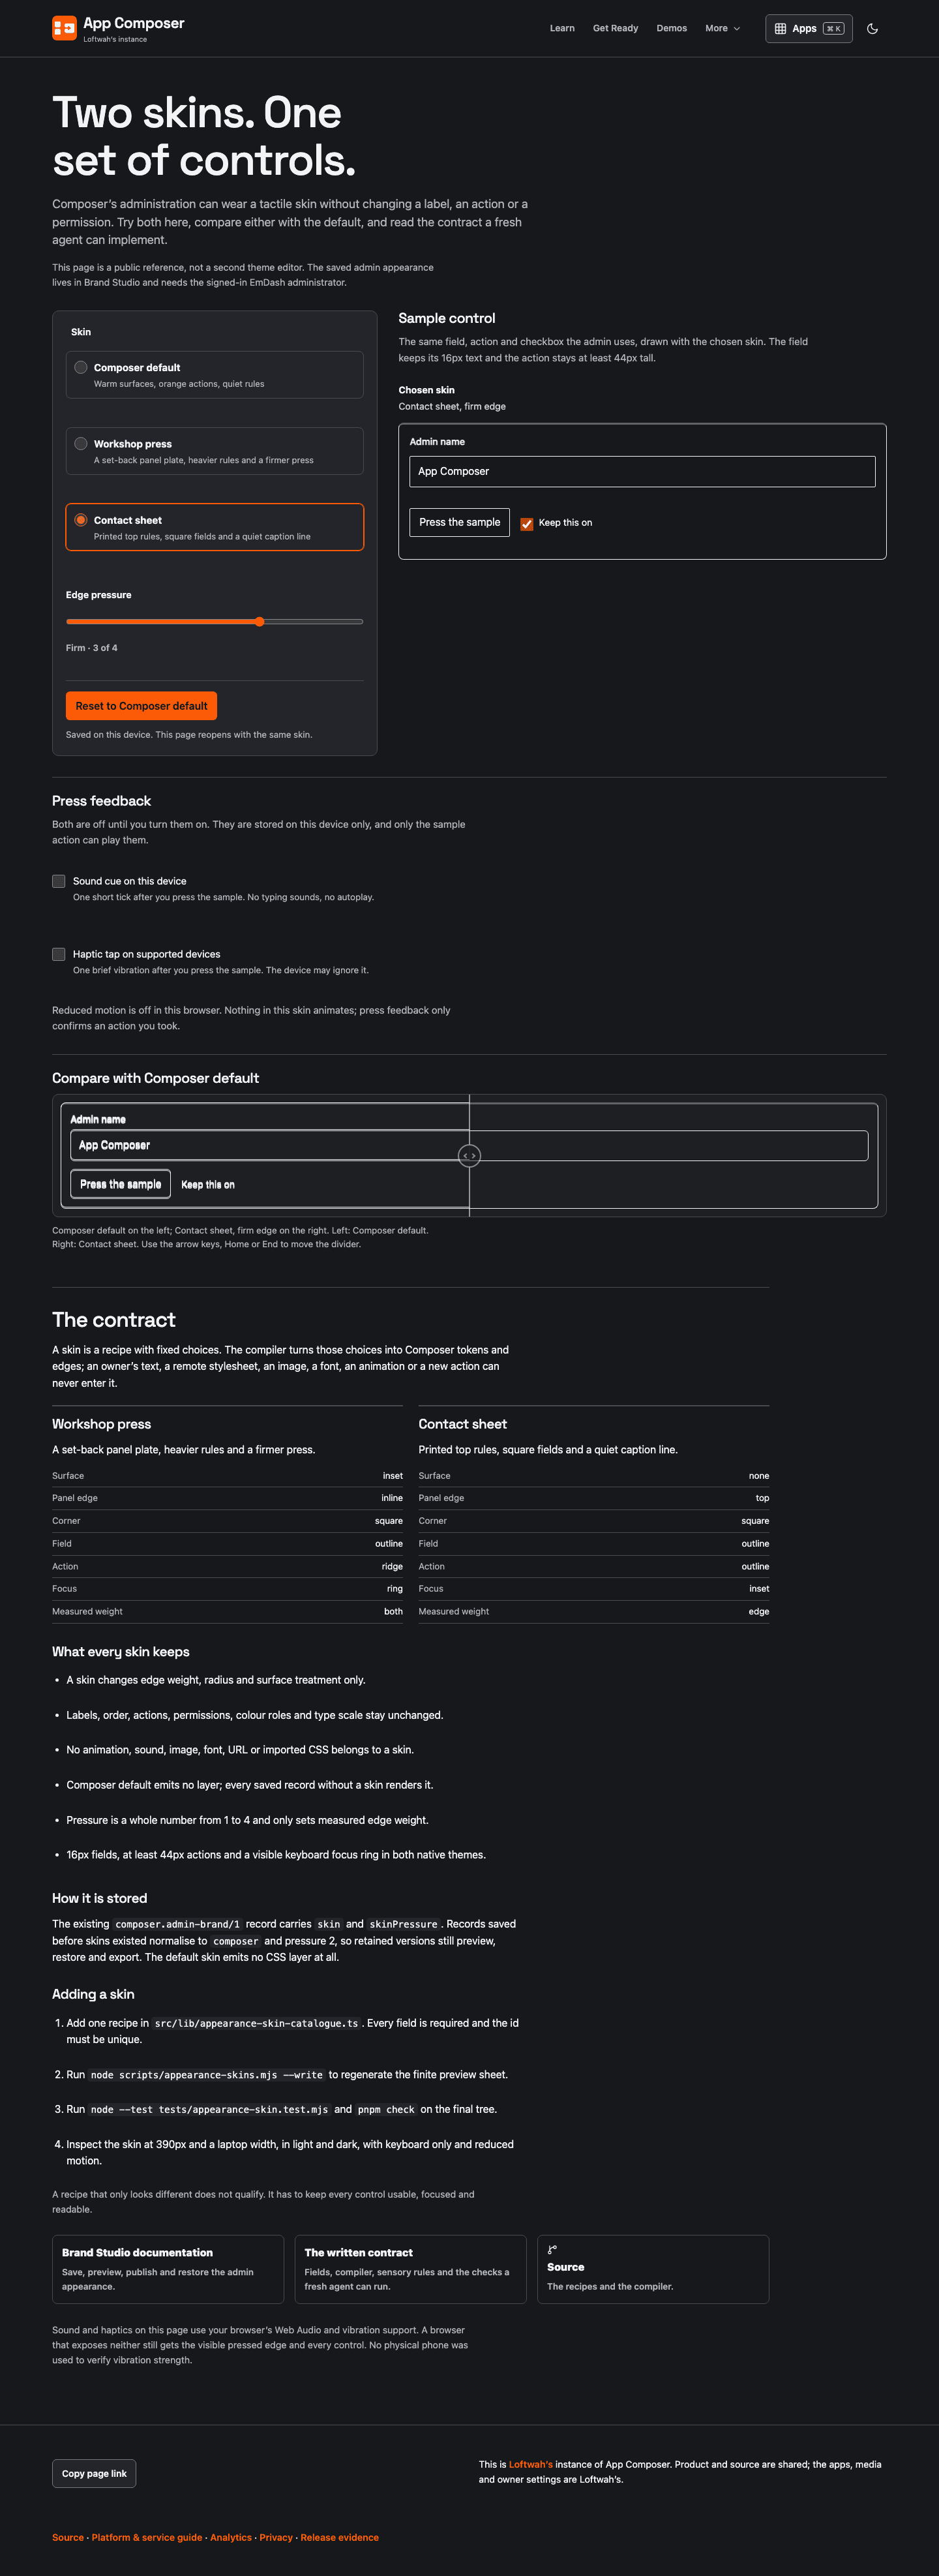 App Composer
Loftwah's instance
Learn
Get Ready
Demos
More
Apps
⌘ K
Two skins. One
set of controls.
Composer’s administration can wear a tactile skin without changing a label, an action or a
permission. Try both here, compare either with the default, and read the contract a fresh
agent can implement.
This page is a public reference, not a second theme editor. The saved admin appearance
lives in Brand Studio and needs the signed-in EmDash administrator.
Skin
Composer default
Warm surfaces, orange actions, quiet rules
Workshop press
A set-back panel plate, heavier rules and a firmer press
Contact sheet
Printed top rules, square fields and a quiet caption line
Edge pressure
Firm · 3 of 4
Reset to Composer default
Saved on this device. This page reopens with the same skin.
Sample control
The same field, action and checkbox the admin uses, drawn with the chosen skin. The field
keeps its 16px text and the action stays at least 44px tall.
Chosen skin
Contact sheet, firm edge
Admin name
App Composer
Press the sample
Keep this on
Press feedback
Both are off until you turn them on. They are stored on this device only, and only the sample
action can play them.
Sound cue on this device
One short tick after you press the sample. No typing sounds, no autoplay.
Haptic tap on supported devices
One brief vibration after you press the sample. The device may ignore it.
Reduced motion is off in this browser. Nothing in this skin animates; press feedback only
confirms an action you took.
Compare with Composer default
Admin name
App Composer
Press the sample
Keep this on
Composer default on the left; Contact sheet, firm edge on the right. Left: Composer default.
Right: Contact sheet. Use the arrow keys, Home or End to move the divider.
The contract
A skin is a recipe with fixed choices. The compiler turns those choices into Composer tokens and
edges; an owner’s text, a remote stylesheet, an image, a font, an animation or a new action can
never enter it.
Workshop press
A set-back panel plate, heavier rules and a firmer press.
Surface inset
Panel edge inline
Corner square
Field outline
Action ridge
Focus ring
Measured weight both
Contact sheet
Printed top rules, square fields and a quiet caption line.
Surface none
Panel edge top
Corner square
Field outline
Action outline
Focus inset
Measured weight edge
What every skin keeps
• A skin changes edge weight, radius and surface treatment only.
• Labels, order, actions, permissions, colour roles and type scale stay unchanged.
• No animation, sound, image, font, URL or imported CSS belongs to a skin.
• Composer default emits no layer; every saved record without a skin renders it.
• Pressure is a whole number from 1 to 4 and only sets measured edge weight.
• 16px fields, at least 44px actions and a visible keyboard focus ring in both native themes.
How it is stored
The existing composer.admin-brand/1 record carries skin and skinPressure. Records saved
before skins existed normalise to composer and pressure 2, so retained versions still preview,
restore and export. The default skin emits no CSS layer at all.
Adding a skin
1. Add one recipe in src/lib/appearance-skin-catalogue.ts. Every field is required and the id
must be unique.
2. Run node scripts/appearance-skins.mjs --write to regenerate the finite preview sheet.
3. Run node --test tests/appearance-skin.test.mjs and pnpm check on the final tree.
4. Inspect the skin at 390px and a laptop width, in light and dark, with keyboard only and reduced
motion.
A recipe that only looks different does not qualify. It has to keep every control usable, focused and
readable.
Brand Studio documentation
Save, preview, publish and restore the admin
appearance.
The written contract
Fields, compiler, sensory rules and the checks a
fresh agent can run.
Source
The recipes and the compiler.
Sound and haptics on this page use your browser’s Web Audio and vibration support. A browser
that exposes neither still gets the visible pressed edge and every control. No physical phone was
used to verify vibration strength.
Copy page link
This is Loftwah’s instance of App Composer. Product and source are shared; the apps, media
and owner settings are Loftwah’s.
Source · Platform & service guide · Analytics · Privacy · Release evidence